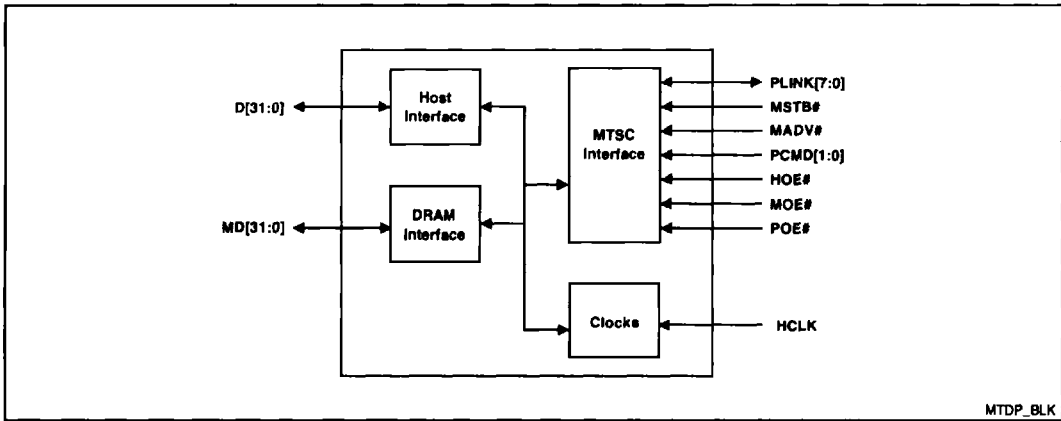 D[31:0]
Host
Interface
MD[31:0]
DRAM
Interface
MTSC
Interface
PLINK[7:0]
MSTB#
MADV#
PCMD[1:0]
HOE#
MOE#
POE#
Clocks
HCLK
MTDP_BLK